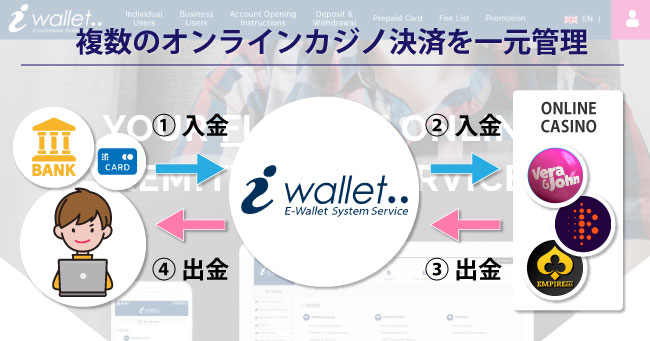 i wallet..
E-commerce System
Individual Users
Business Users
Account Opening Instructions
Deposit & Withdrawal
Prepaid Card
Fee List
Promotion
EN
複数のオンラインカジノ決済を一元管理
BANK
CARD
① 入金
② 入金
ONLINE
CASINO
Vera
&John
i wallet..
E-Wallet System Service
④ 出金
③ 出金
EMPIRE777